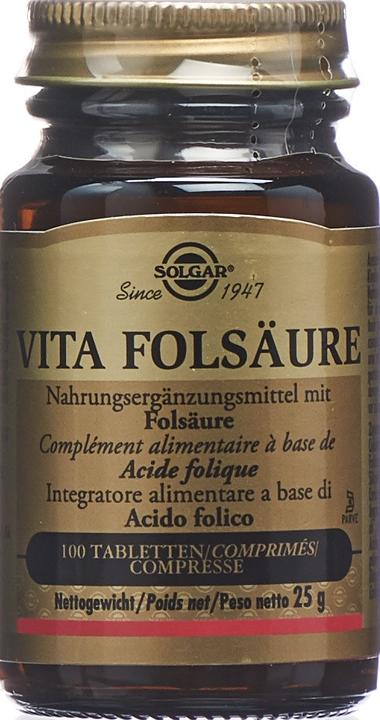 SOLGAR®
Since 1947
VITA FOLSÄURE
Nahrungsergänzungsmittel mit
Folsäure
Complément alimentaire à base de
Acide folique
Integratore alimentare a base di
Acido folico
PARVE
100 TABLETTEN/COMPRIMÉS/
COMPRESSE
Nettogewicht/Poids net/Peso netto 25 g